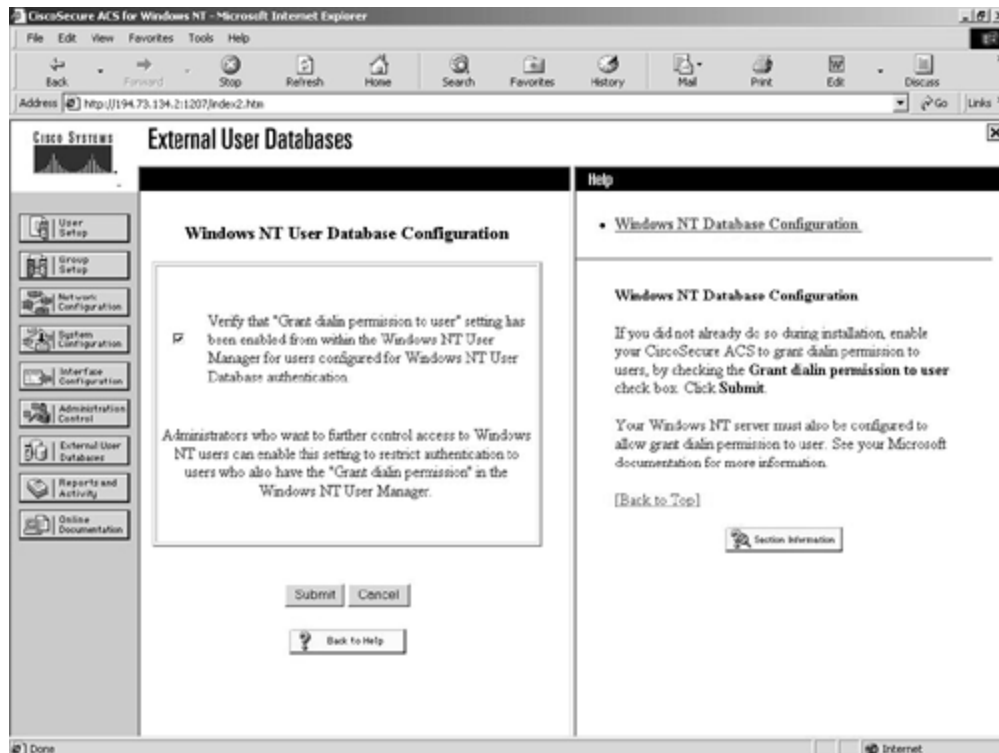 CiscoSecure ACS for Windows NT - Microsoft Internet Explorer
File Edit View Favorites Tools Help
Back Forward Stop Refresh Home Search Favorites History Mail Print Edit Discuss
Address http://194.73.134.2:1207/index2.htm Go Links
CISCO SYSTEMS
External User Databases
User Setup
Group Setup
Network Configuration
System Configuration
Interface Configuration
Administration Control
External User Databases
Reports and Activity
Online Documentation
Windows NT User Database Configuration
Verify that "Grant dialin permission to user" setting has
been enabled from within the Windows NT User
Manager for users configured for Windows NT User
Database authentication.
Administrators who want to further control access to Windows
NT users can enable this setting to restrict authentication to
users who also have the "Grant dialin permission" in the
Windows NT User Manager.
Submit Cancel
Back to Help
Help
Windows NT Database Configuration
Windows NT Database Configuration
If you did not already do so during installation, enable
your CiscoSecure ACS to grant dialin permission to
users, by checking the Grant dialin permission to user
check box. Click Submit.
Your Windows NT server must also be configured to
allow grant dialin permission to user. See your Microsoft
documentation for more information.
[Back to Top]
Section Information
Done Internet